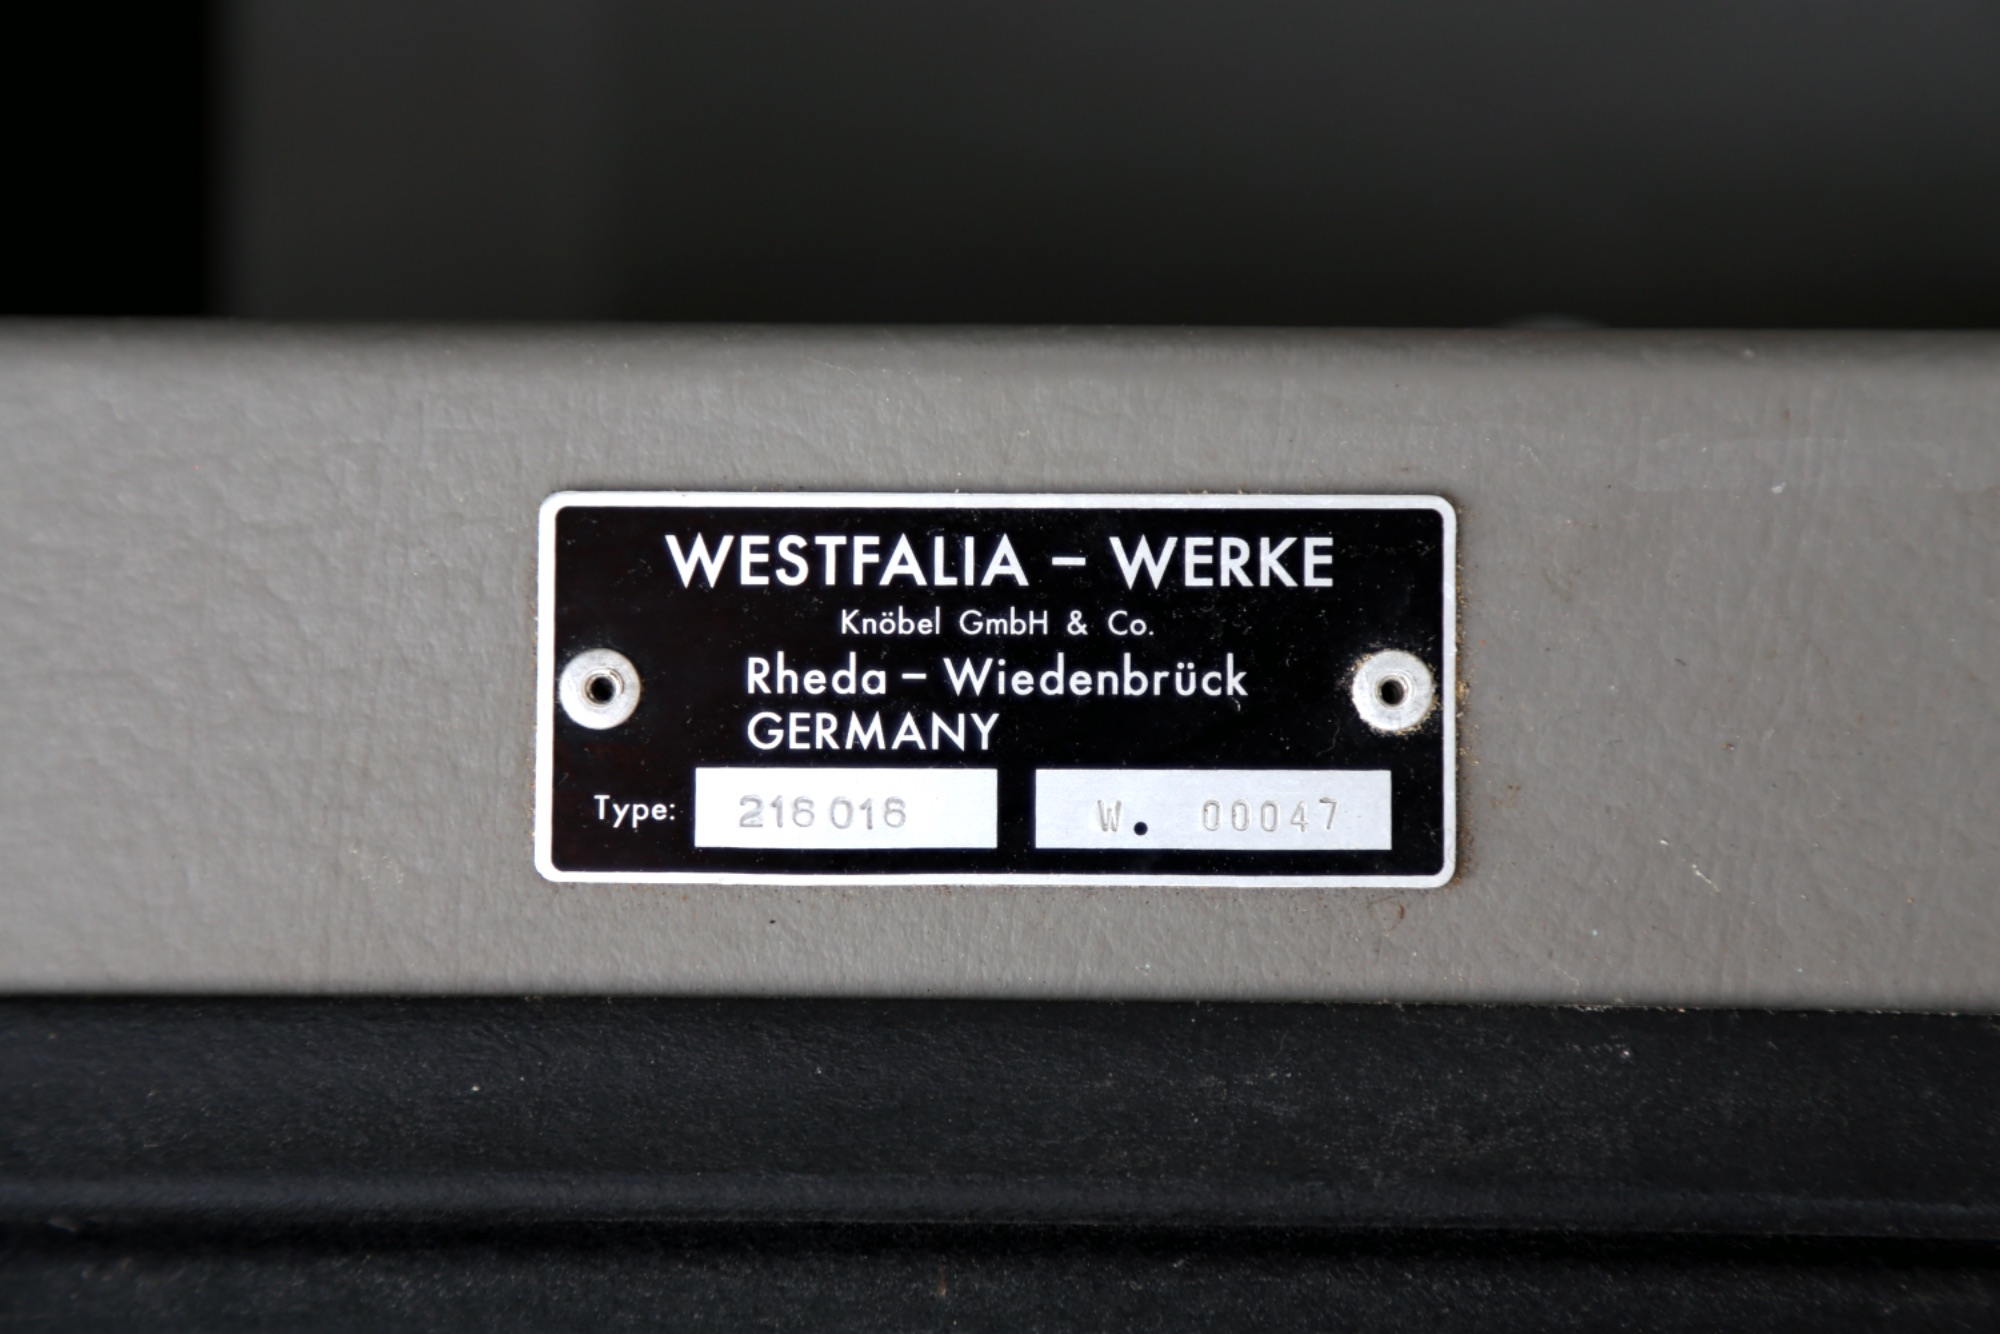 WESTFALIA – WERKE
Knöbel GmbH & Co.
Rheda – Wiedenbrück
GERMANY
Type: 216 016 W. 00047